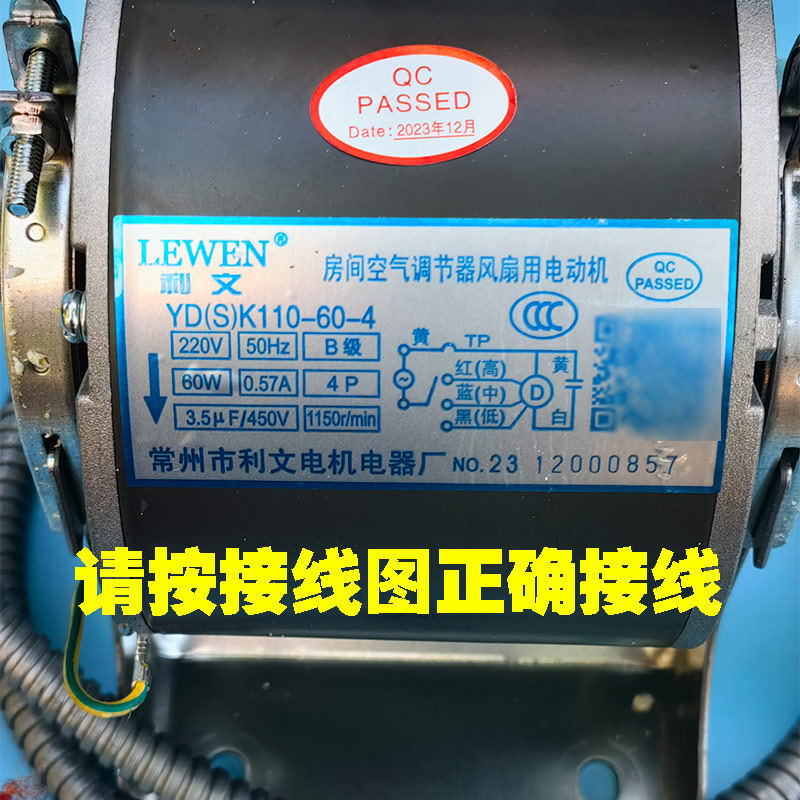 QC
PASSED
Date: 2023年12月
LEWEN®
利文
房间空气调节器风扇用电动机
QC
PASSED
YD(S)K110-60-4
CCC
220V 50Hz B级
60W 0.57A 4P
3.5μF/450V 1150r/min
黄 TP
红(高)
蓝(中)
黑(低)
D
黄
白
常州市利文电机电器厂 NO.23 12000857
请按接线图正确接线